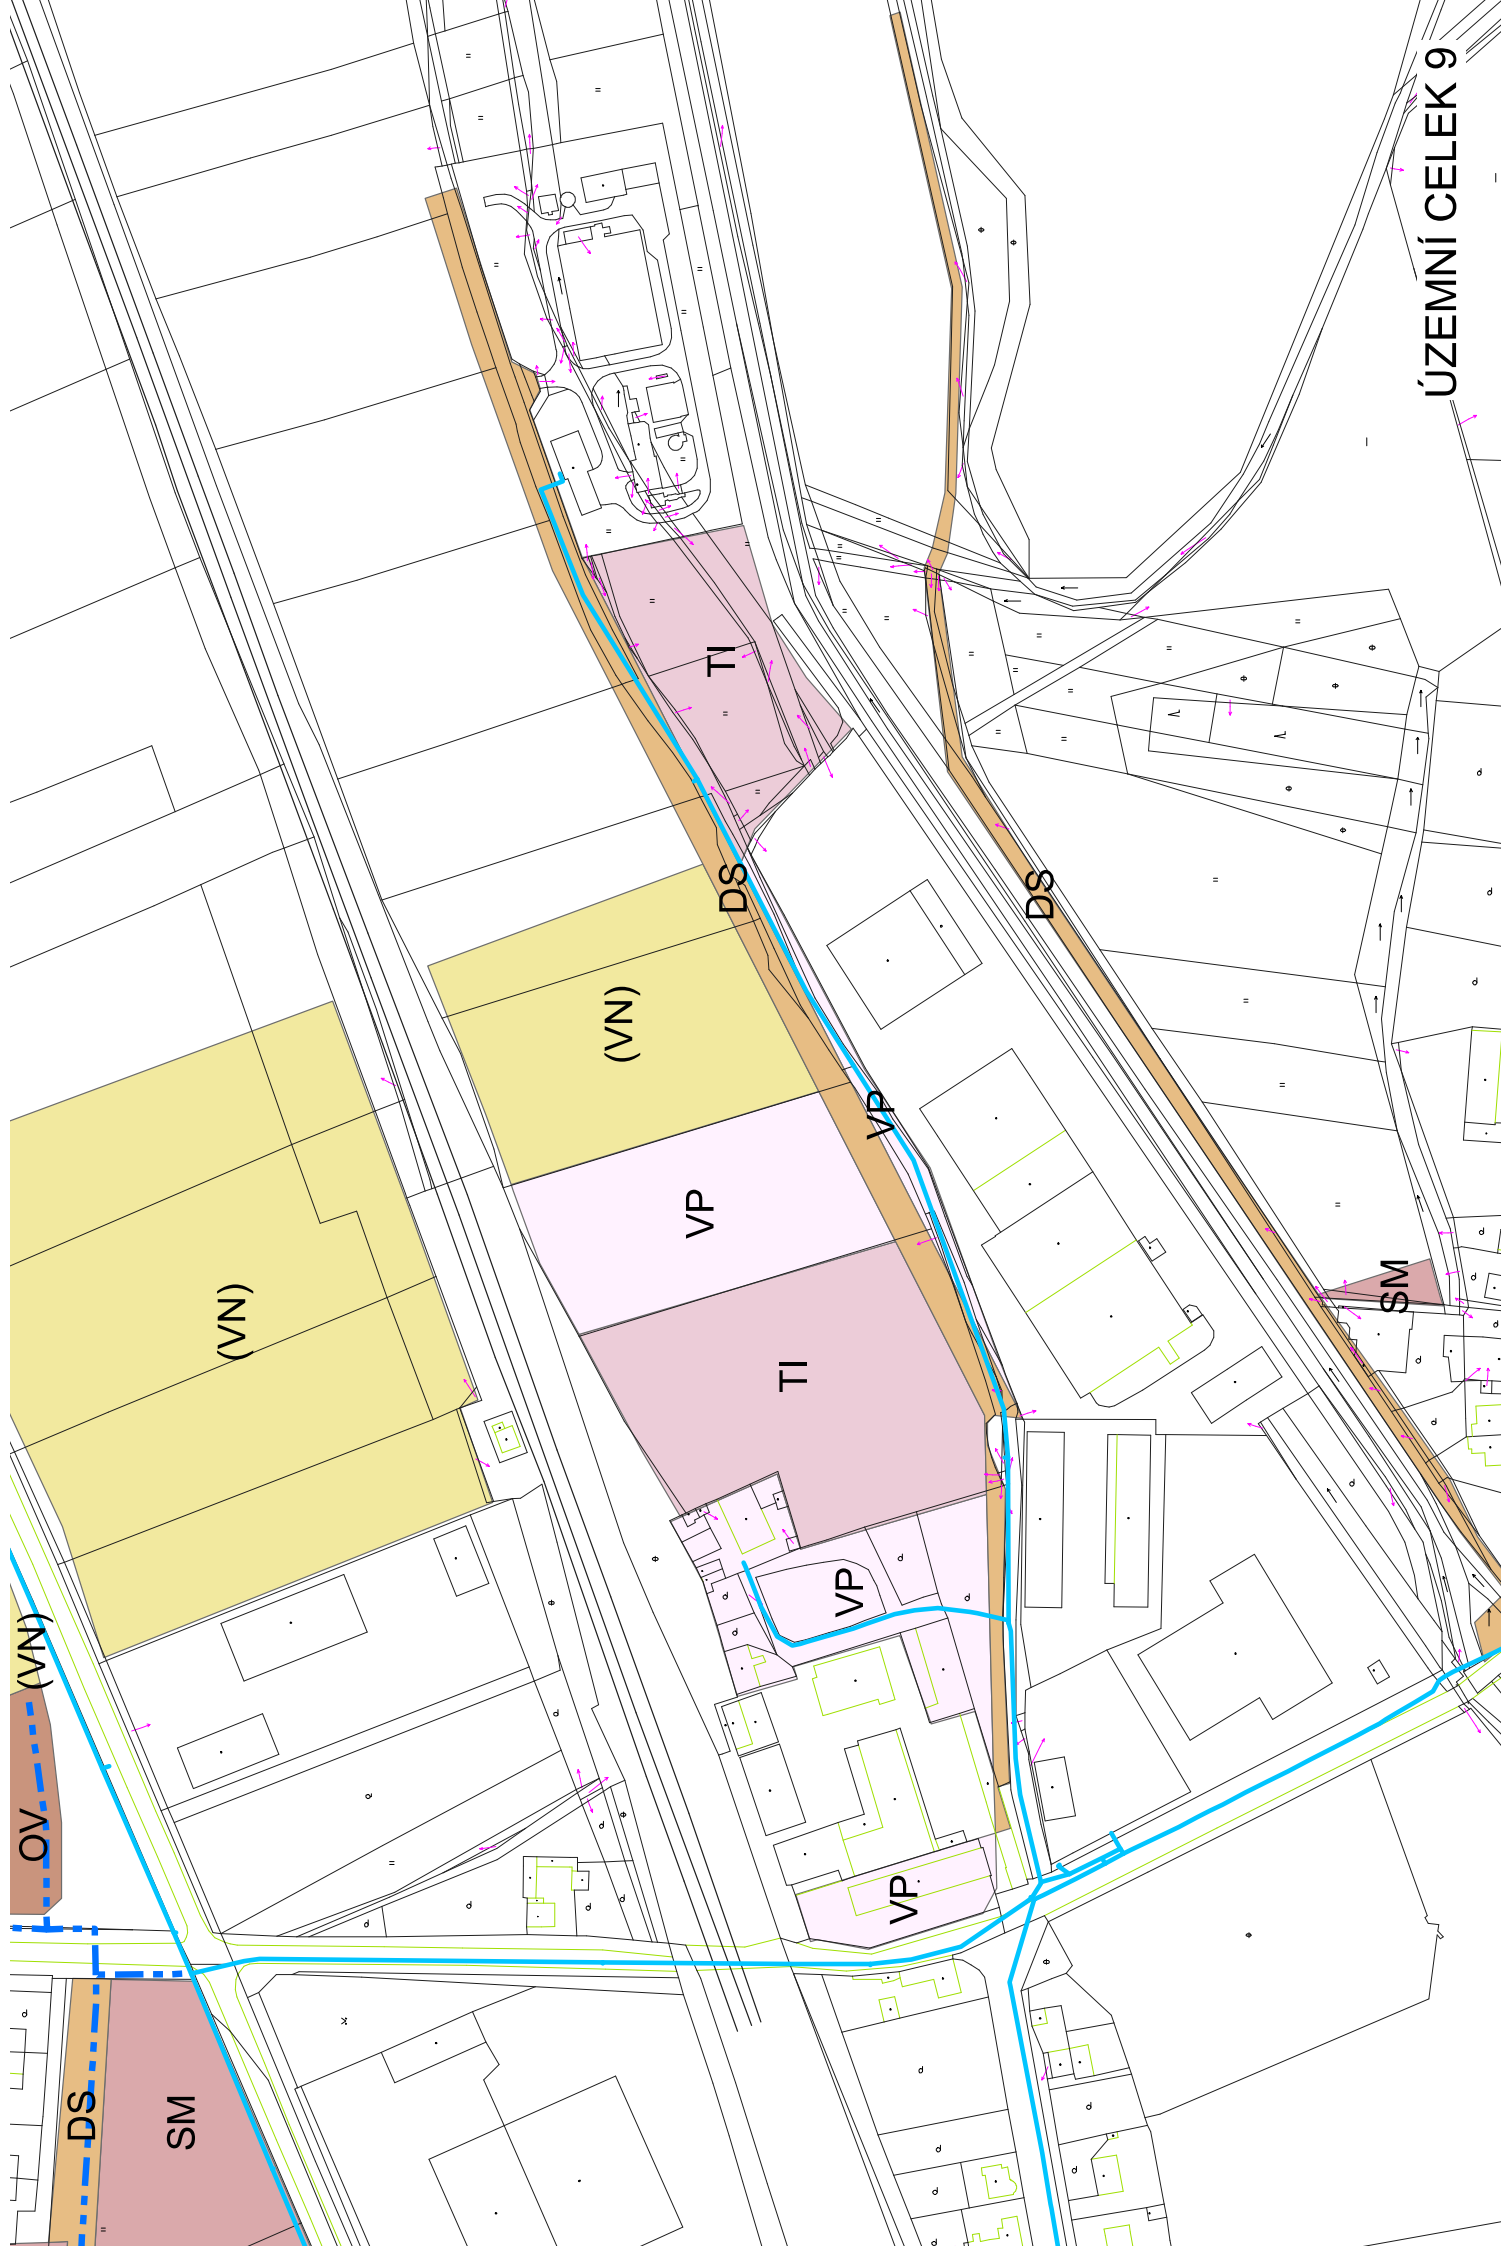 ÚZEMNÍ CELEK 9
TI
DS
DS
(VN)
VP
VP
(VN)
SM
TI
VP
(VN)
OV
VP
DS
SM